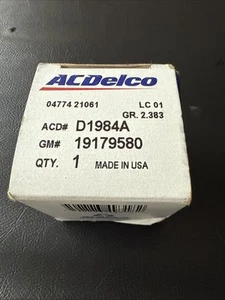 ACDelco
04774 21061 LC 01
GR. 2.383
ACD# D1984A
GM# 19179580
QTY. 1 MADE IN USA